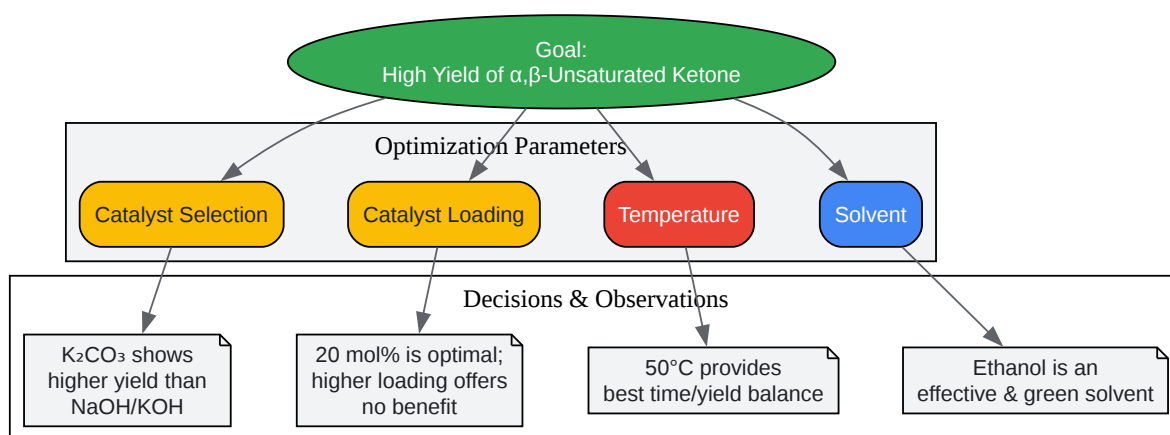 Goal:
High Yield of α,β-Unsaturated Ketone
Optimization Parameters
Catalyst Selection
Catalyst Loading
Temperature
Solvent
Decisions & Observations
K₂CO₃ shows
higher yield than
NaOH/KOH
20 mol% is optimal;
higher loading offers
no benefit
50°C provides
best time/yield balance
Ethanol is an
effective & green solvent